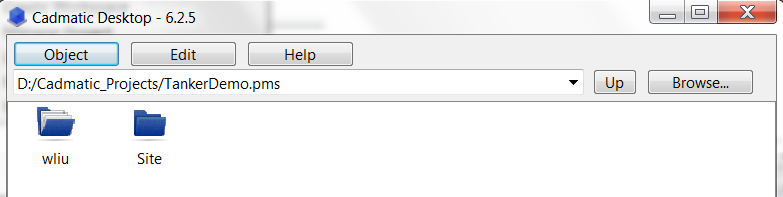 Cadmatic Desktop - 6.2.5
Object Edit Help
D:/Cadmatic_Projects/TankerDemo.pms Up Browse...
wliu Site